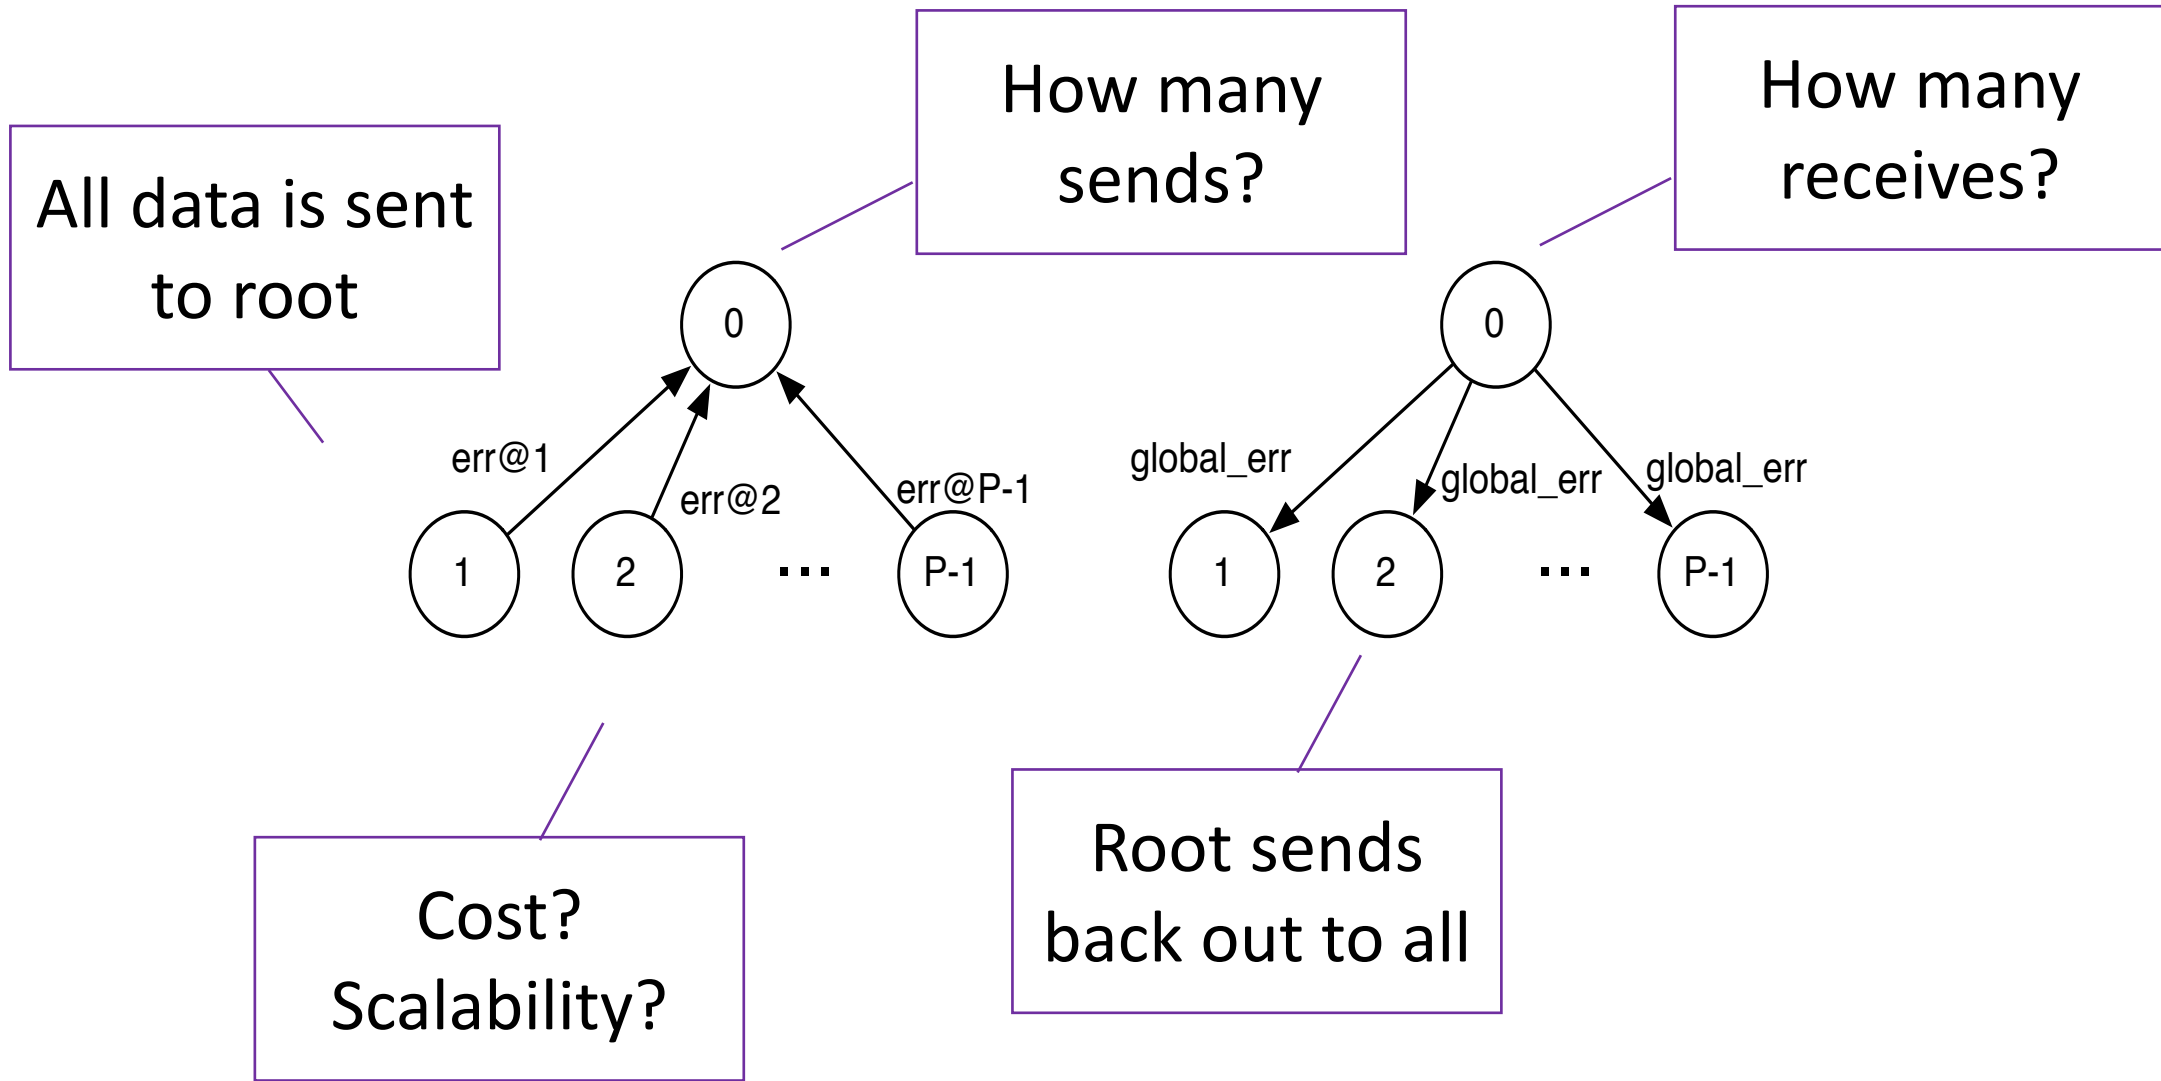 How many
sends?
How many
receives?
All data is sent
to root
0
0
err@1
err@2
err@P-1
global_err
global_err
global_err
1
2
...
P-1
1
2
...
P-1
Cost?
Scalability?
Root sends
back out to all